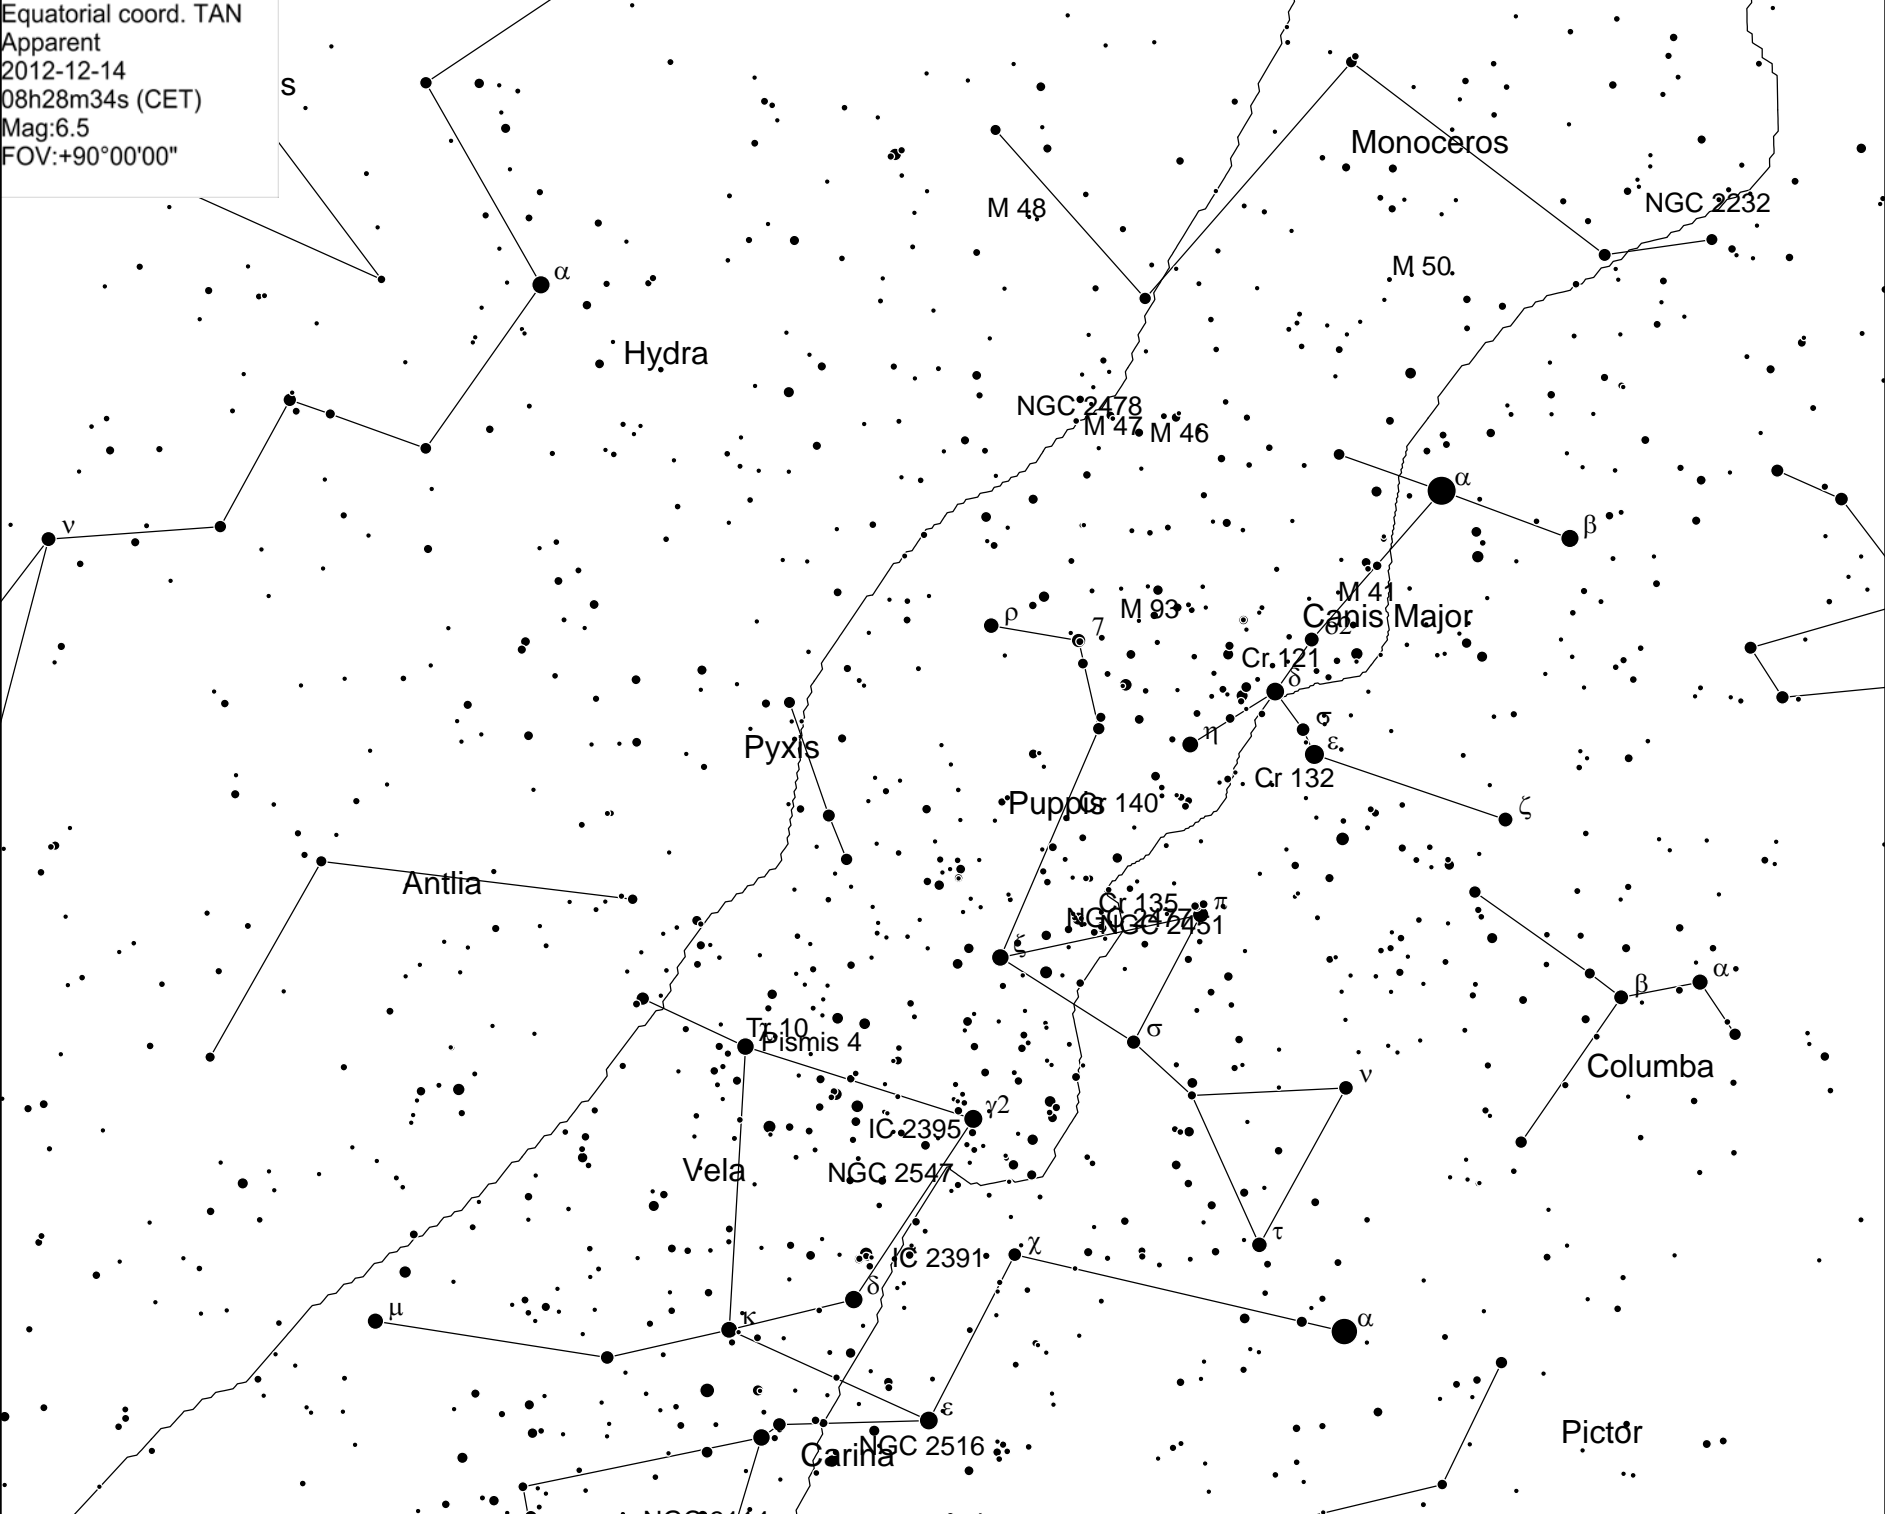 Equatorial coord. TAN
Apparent
2012-12-14
08h28m34s (CET)
Mag:6.5
FOV:+90°00'00"
s
Monoceros
NGC 2232
M 48
M 50
α
Hydra
NGC 2478
M 47
M 46
α
β
ν
M 41
M 93
Canis Major
ρ
7
δ2
Cr 121
δ
σ
η
ε
Pyxis
Cr 132
Puppis
Cr 140
ζ
Antlia
Cr 135
π
NGC 2477
NGC 2451
ζ
α
β
Tr 10
Pismis 4
σ
Columba
ν
γ2
IC 2395
Vela
NGC 2547
τ
χ
IC 2391
δ
μ
κ
α
ε
NGC 2516
Carina
Pictor